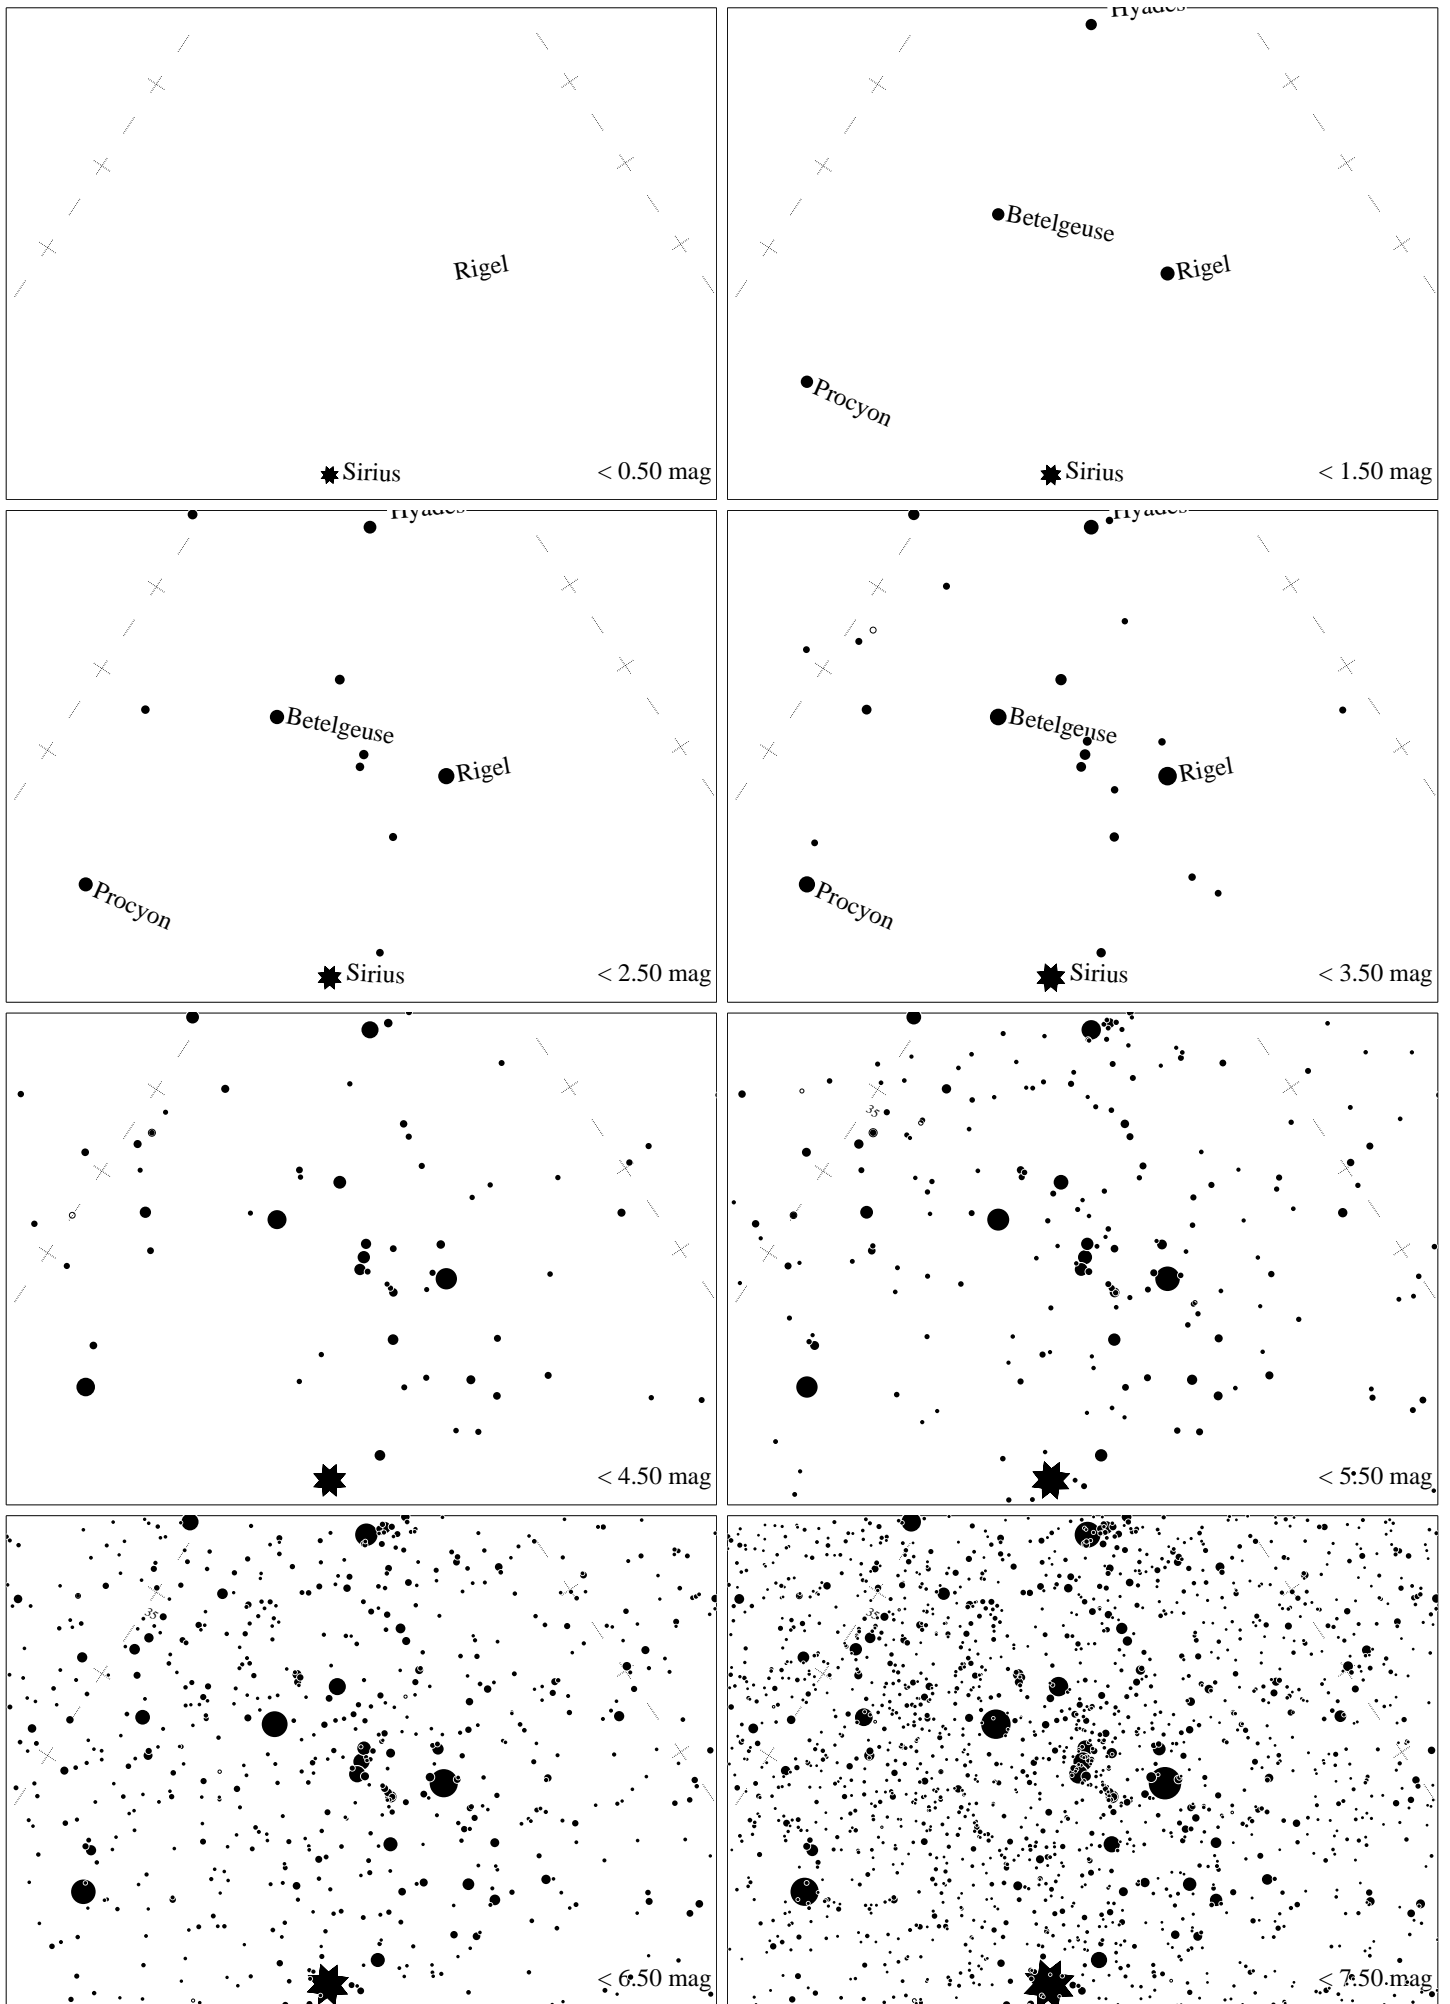 Rigel
Sirius
< 0.50 mag
Hyades
Betelgeuse
Rigel
Procyon
Sirius
< 1.50 mag
Hyades
Betelgeuse
Rigel
Procyon
Sirius
< 2.50 mag
Hyades
Betelgeuse
Rigel
Procyon
Sirius
< 3.50 mag
< 4.50 mag
35
< 5.50 mag
35
< 6.50 mag
35
< 7.50 mag